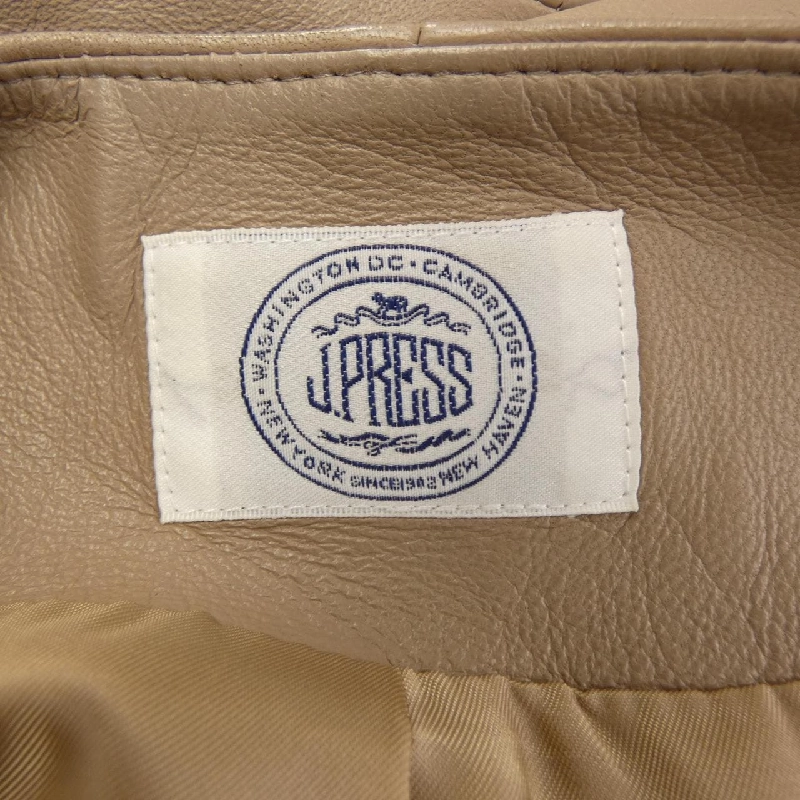 WASHINGTON DC · CAMBRIDGE ·
J.PRESS
· NEW YORK SINCE1902 NEW HAVEN ·